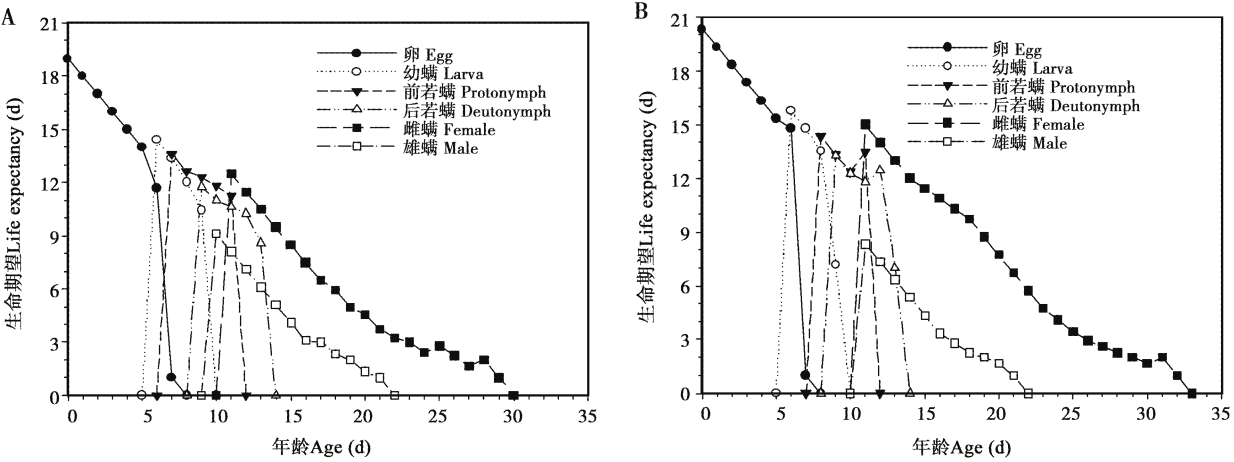 A
生命期望Life expectancy (d)
21
18
15
12
9
6
3
0
卵 Egg
幼螨 Larva
前若螨 Protonymph
后若螨 Deutonymph
雌螨 Female
雄螨 Male
0 5 10 15 20 25 30 35
年龄Age (d)
B
生命期望Life expectancy (d)
21
18
15
12
9
6
3
0
卵 Egg
幼螨 Larva
前若螨 Protonymph
后若螨 Deutonymph
雌螨 Female
雄螨 Male
0 5 10 15 20 25 30 35
年龄Age (d)